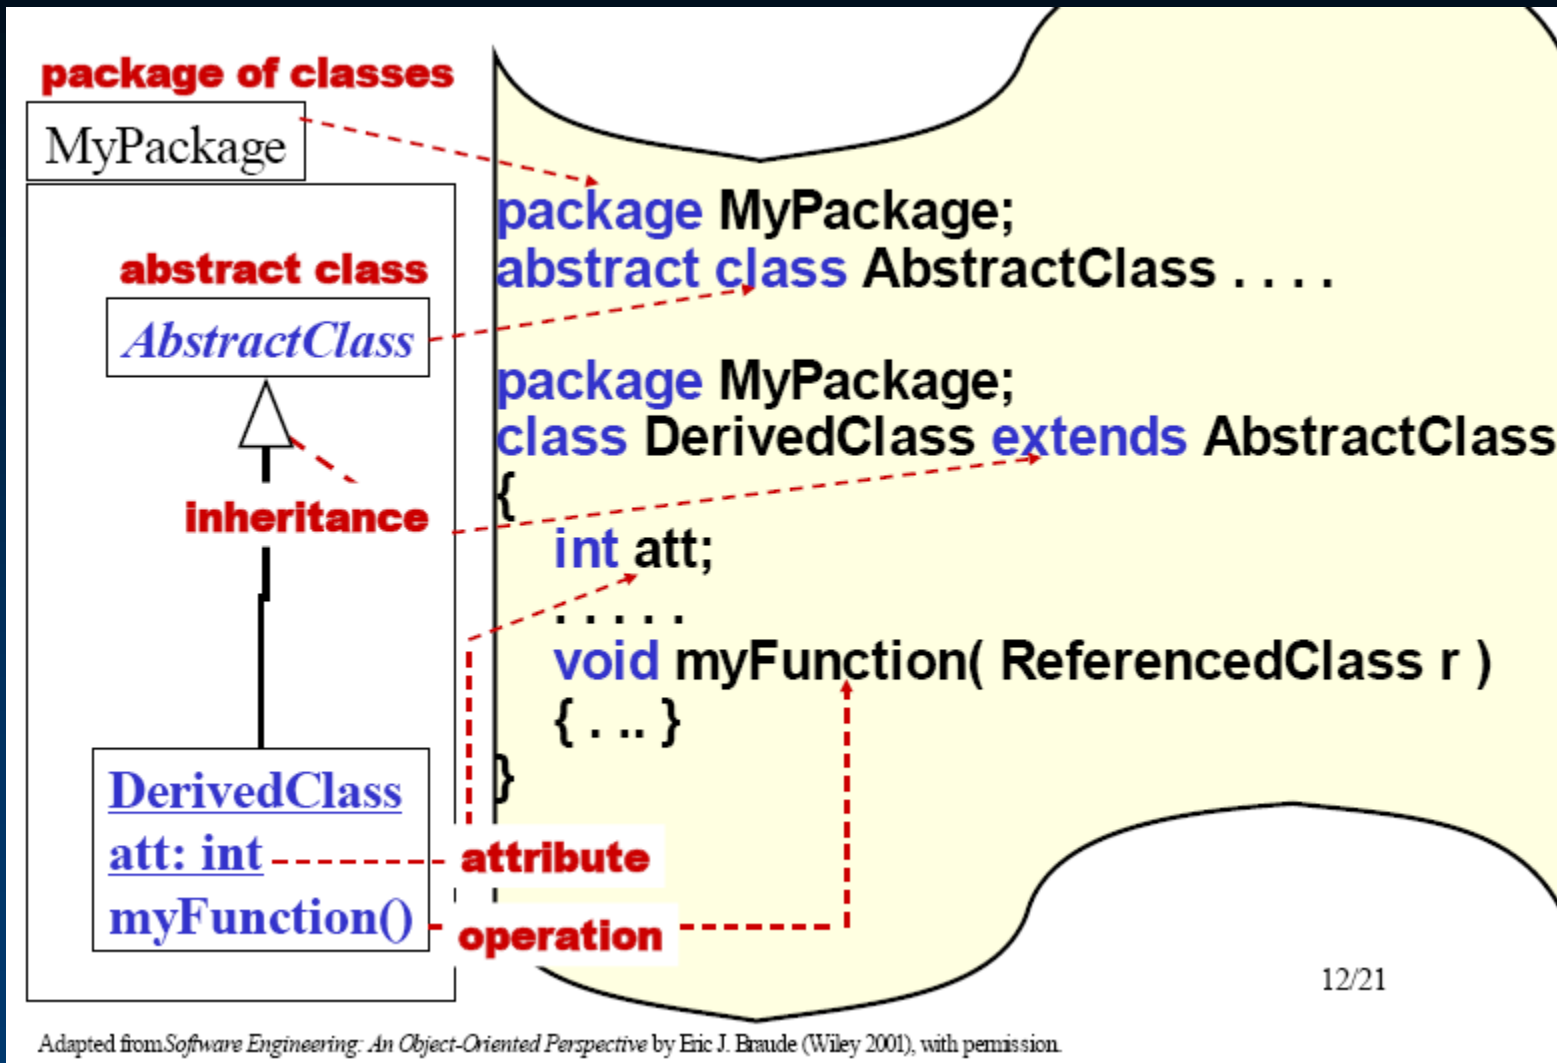 package of classes
MyPackage
abstract class
AbstractClass
inheritance
DerivedClass
att: int
myFunction()
attribute
operation
package MyPackage;
abstract class AbstractClass . . . .
package MyPackage;
class DerivedClass extends AbstractClass
{
int att;
. . . . .
void myFunction( ReferencedClass r )
{ . .. }
}
12/21
Adapted from Software Engineering: An Object-Oriented Perspective by Eric J. Braude (Wiley 2001), with permission.